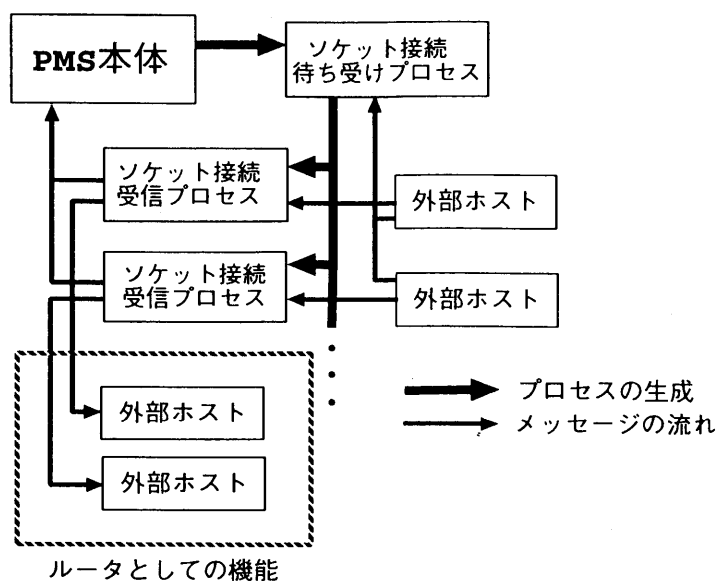 PMS本体
ソケット接続
待ち受けプロセス
ソケット接続
受信プロセス
外部ホスト
ソケット接続
受信プロセス
外部ホスト
外部ホスト
外部ホスト
プロセスの生成
メッセージの流れ
ルータとしての機能